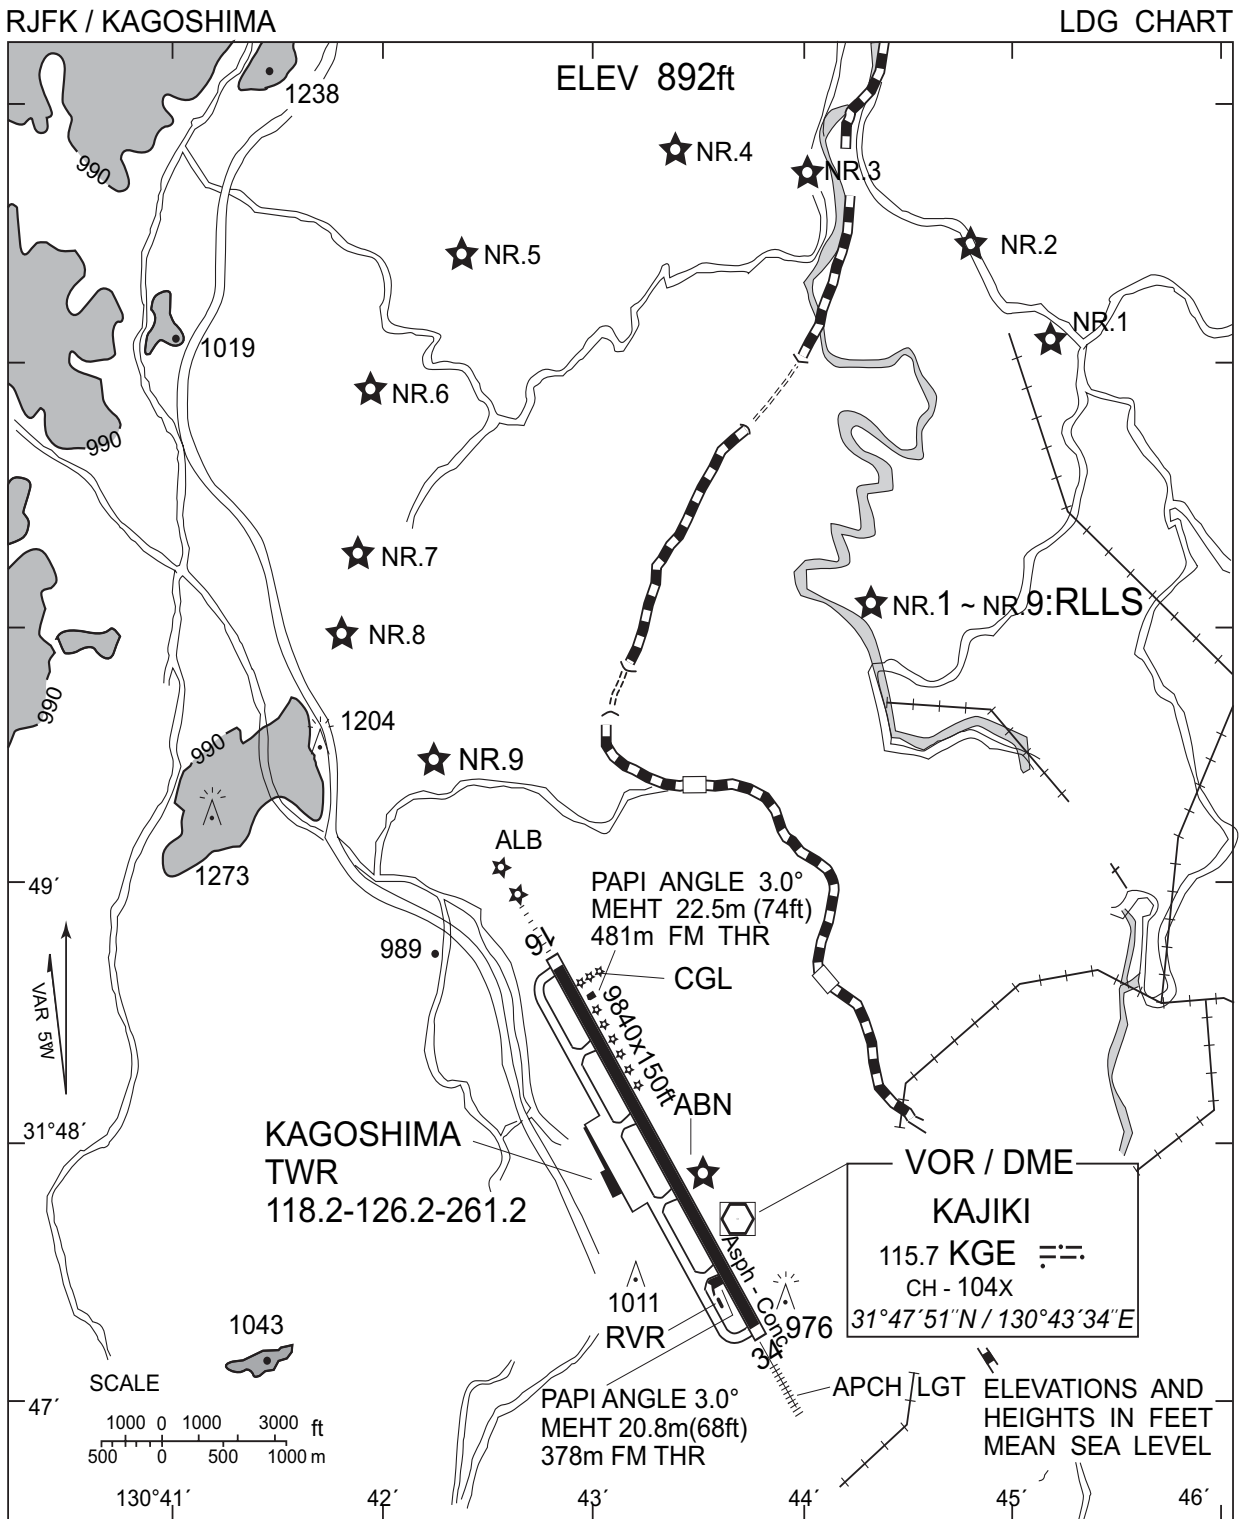 RJFK / KAGOSHIMA
LDG CHART
ELEV 892ft
1238
990
NR.4
NR.3
NR.5
NR.2
NR.1
1019
NR.6
990
NR.7
NR.1 ~ NR.9:RLLS
NR.8
990
1204
990
NR.9
1273
ALB
49´
PAPI ANGLE 3.0°
MEHT 22.5m (74ft)
481m FM THR
989
16
CGL
VAR 5°W
9840x150ft
ABN
31°48´
KAGOSHIMA
TWR
118.2-126.2-261.2
VOR / DME
KAJIKI
115.7 KGE
CH - 104X
31°47´51˝N / 130°43´34˝E
Asph - Conc
1011
RVR
976
34
1043
SCALE
1000 0 1000 3000 ft
500 0 500 1000 m
47´
PAPI ANGLE 3.0°
MEHT 20.8m(68ft)
378m FM THR
APCH LGT
ELEVATIONS AND
HEIGHTS IN FEET
MEAN SEA LEVEL
130°41´ 42´ 43´ 44´ 45´ 46´